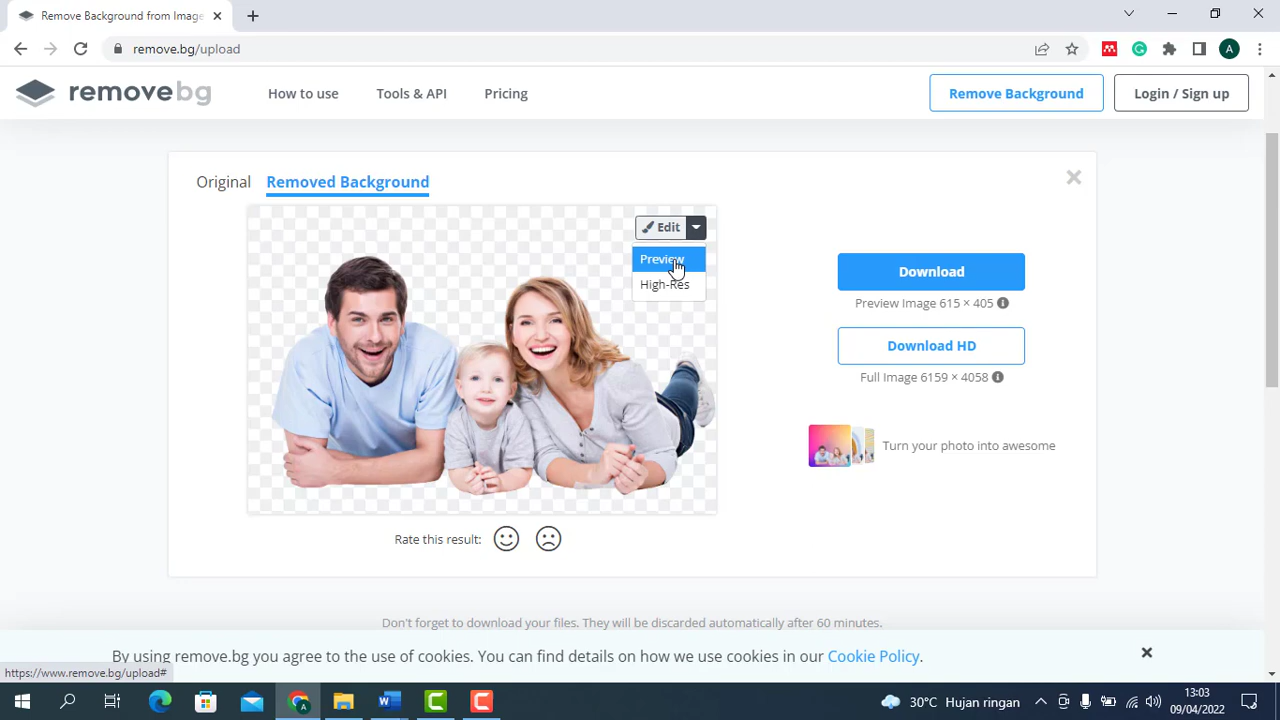 Remove Background from Image
remove.bg/upload
A
removebg
How to use
Tools & API
Pricing
Remove Background
Login / Sign up
Original
Removed Background
Edit
Preview
High-Res
Download
Preview Image 615 × 405
Download HD
Full Image 6159 × 4058
Turn your photo into awesome
Rate this result:
Don't forget to download your files. They will be discarded automatically after 60 minutes.
By using remove.bg you agree to the use of cookies. You can find details on how we use cookies in our Cookie Policy.
https://www.remove.bg/upload#
30°C Hujan ringan
13:03
09/04/2022